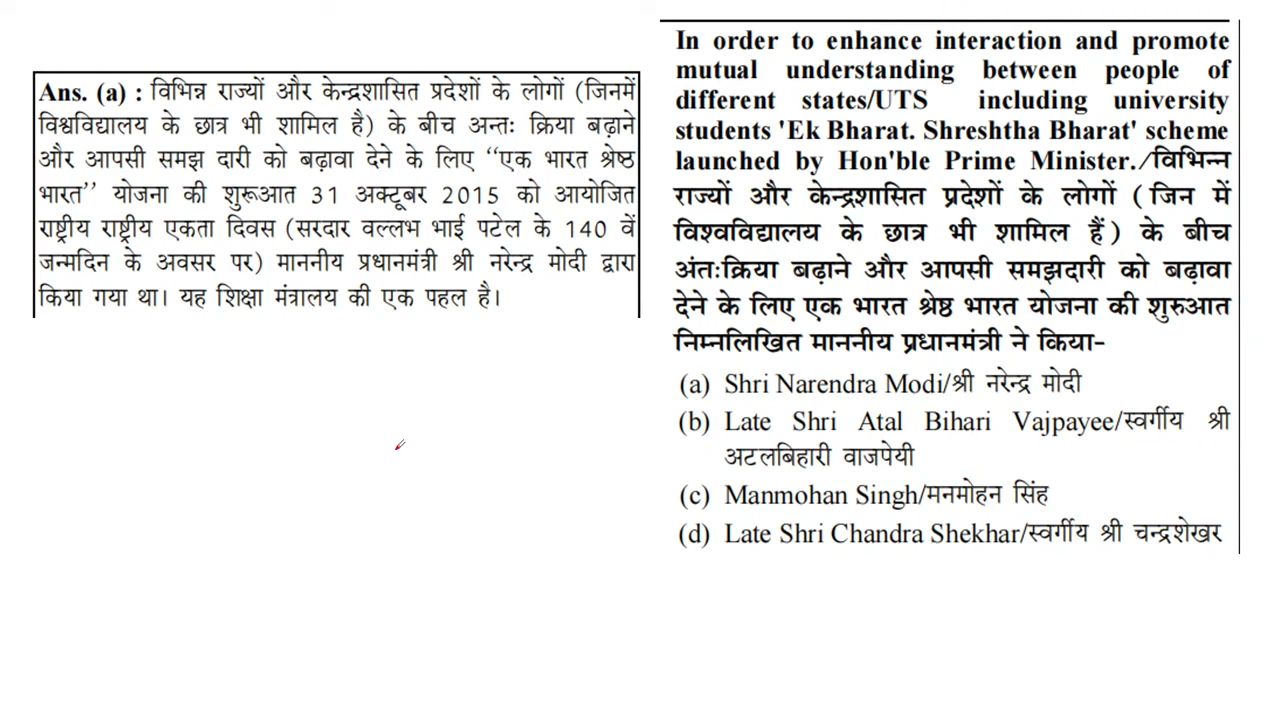 Ans. (a) : विभिन्न राज्यों और केन्द्रशासित प्रदेशों के लोगों (जिनमें
विश्वविद्यालय के छात्र भी शामिल है) के बीच अन्तः क्रिया बढ़ाने
और आपसी समझ दारी को बढ़ावा देने के लिए “एक भारत श्रेष्ठ
भारत” योजना की शुरूआत 31 अक्टूबर 2015 को आयोजित
राष्ट्रीय राष्ट्रीय एकता दिवस (सरदार वल्लभ भाई पटेल के 140 वें
जन्मदिन के अवसर पर) माननीय प्रधानमंत्री श्री नरेन्द्र मोदी द्वारा
किया गया था। यह शिक्षा मंत्रालय की एक पहल है।
In order to enhance interaction and promote
mutual understanding between people of
different states/UTS including university
students 'Ek Bharat. Shreshtha Bharat' scheme
launched by Hon'ble Prime Minister./विभिन्न
राज्यों और केन्द्रशासित प्रदेशों के लोगों (जिन में
विश्वविद्यालय के छात्र भी शामिल हैं) के बीच
अंतःक्रिया बढ़ाने और आपसी समझदारी को बढ़ावा
देने के लिए एक भारत श्रेष्ठ भारत योजना की शुरुआत
निम्नलिखित माननीय प्रधानमंत्री ने किया-
(a) Shri Narendra Modi/श्री नरेन्द्र मोदी
(b) Late Shri Atal Bihari Vajpayee/स्वर्गीय श्री
अटलबिहारी वाजपेयी
(c) Manmohan Singh/मनमोहन सिंह
(d) Late Shri Chandra Shekhar/स्वर्गीय श्री चन्द्रशेखर